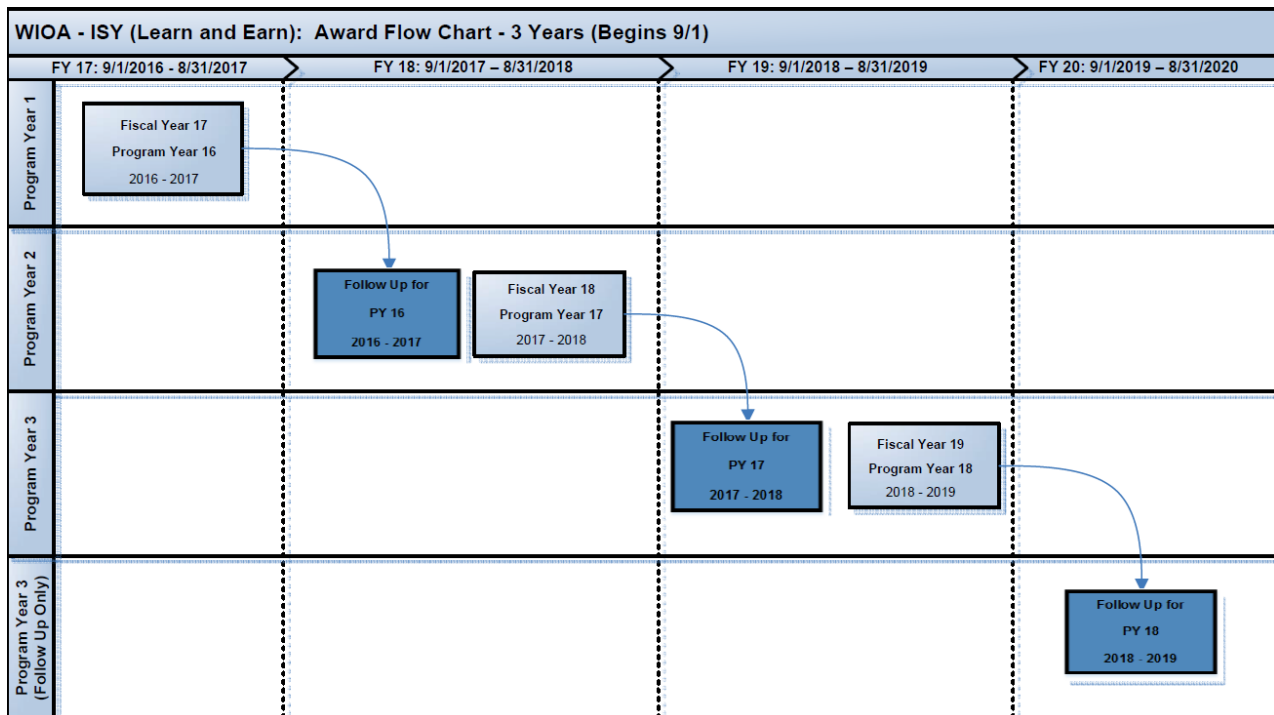 WIOA - ISY (Learn and Earn): Award Flow Chart - 3 Years (Begins 9/1)
FY 17: 9/1/2016 - 8/31/2017
FY 18: 9/1/2017 – 8/31/2018
FY 19: 9/1/2018 – 8/31/2019
FY 20: 9/1/2019 – 8/31/2020
Program Year 1
Fiscal Year 17
Program Year 16
2016 - 2017
Program Year 2
Follow Up for
PY 16
2016 - 2017
Fiscal Year 18
Program Year 17
2017 - 2018
Program Year 3
Follow Up for
PY 17
2017 - 2018
Fiscal Year 19
Program Year 18
2018 - 2019
Program Year 3
(Follow Up Only)
Follow Up for
PY 18
2018 - 2019